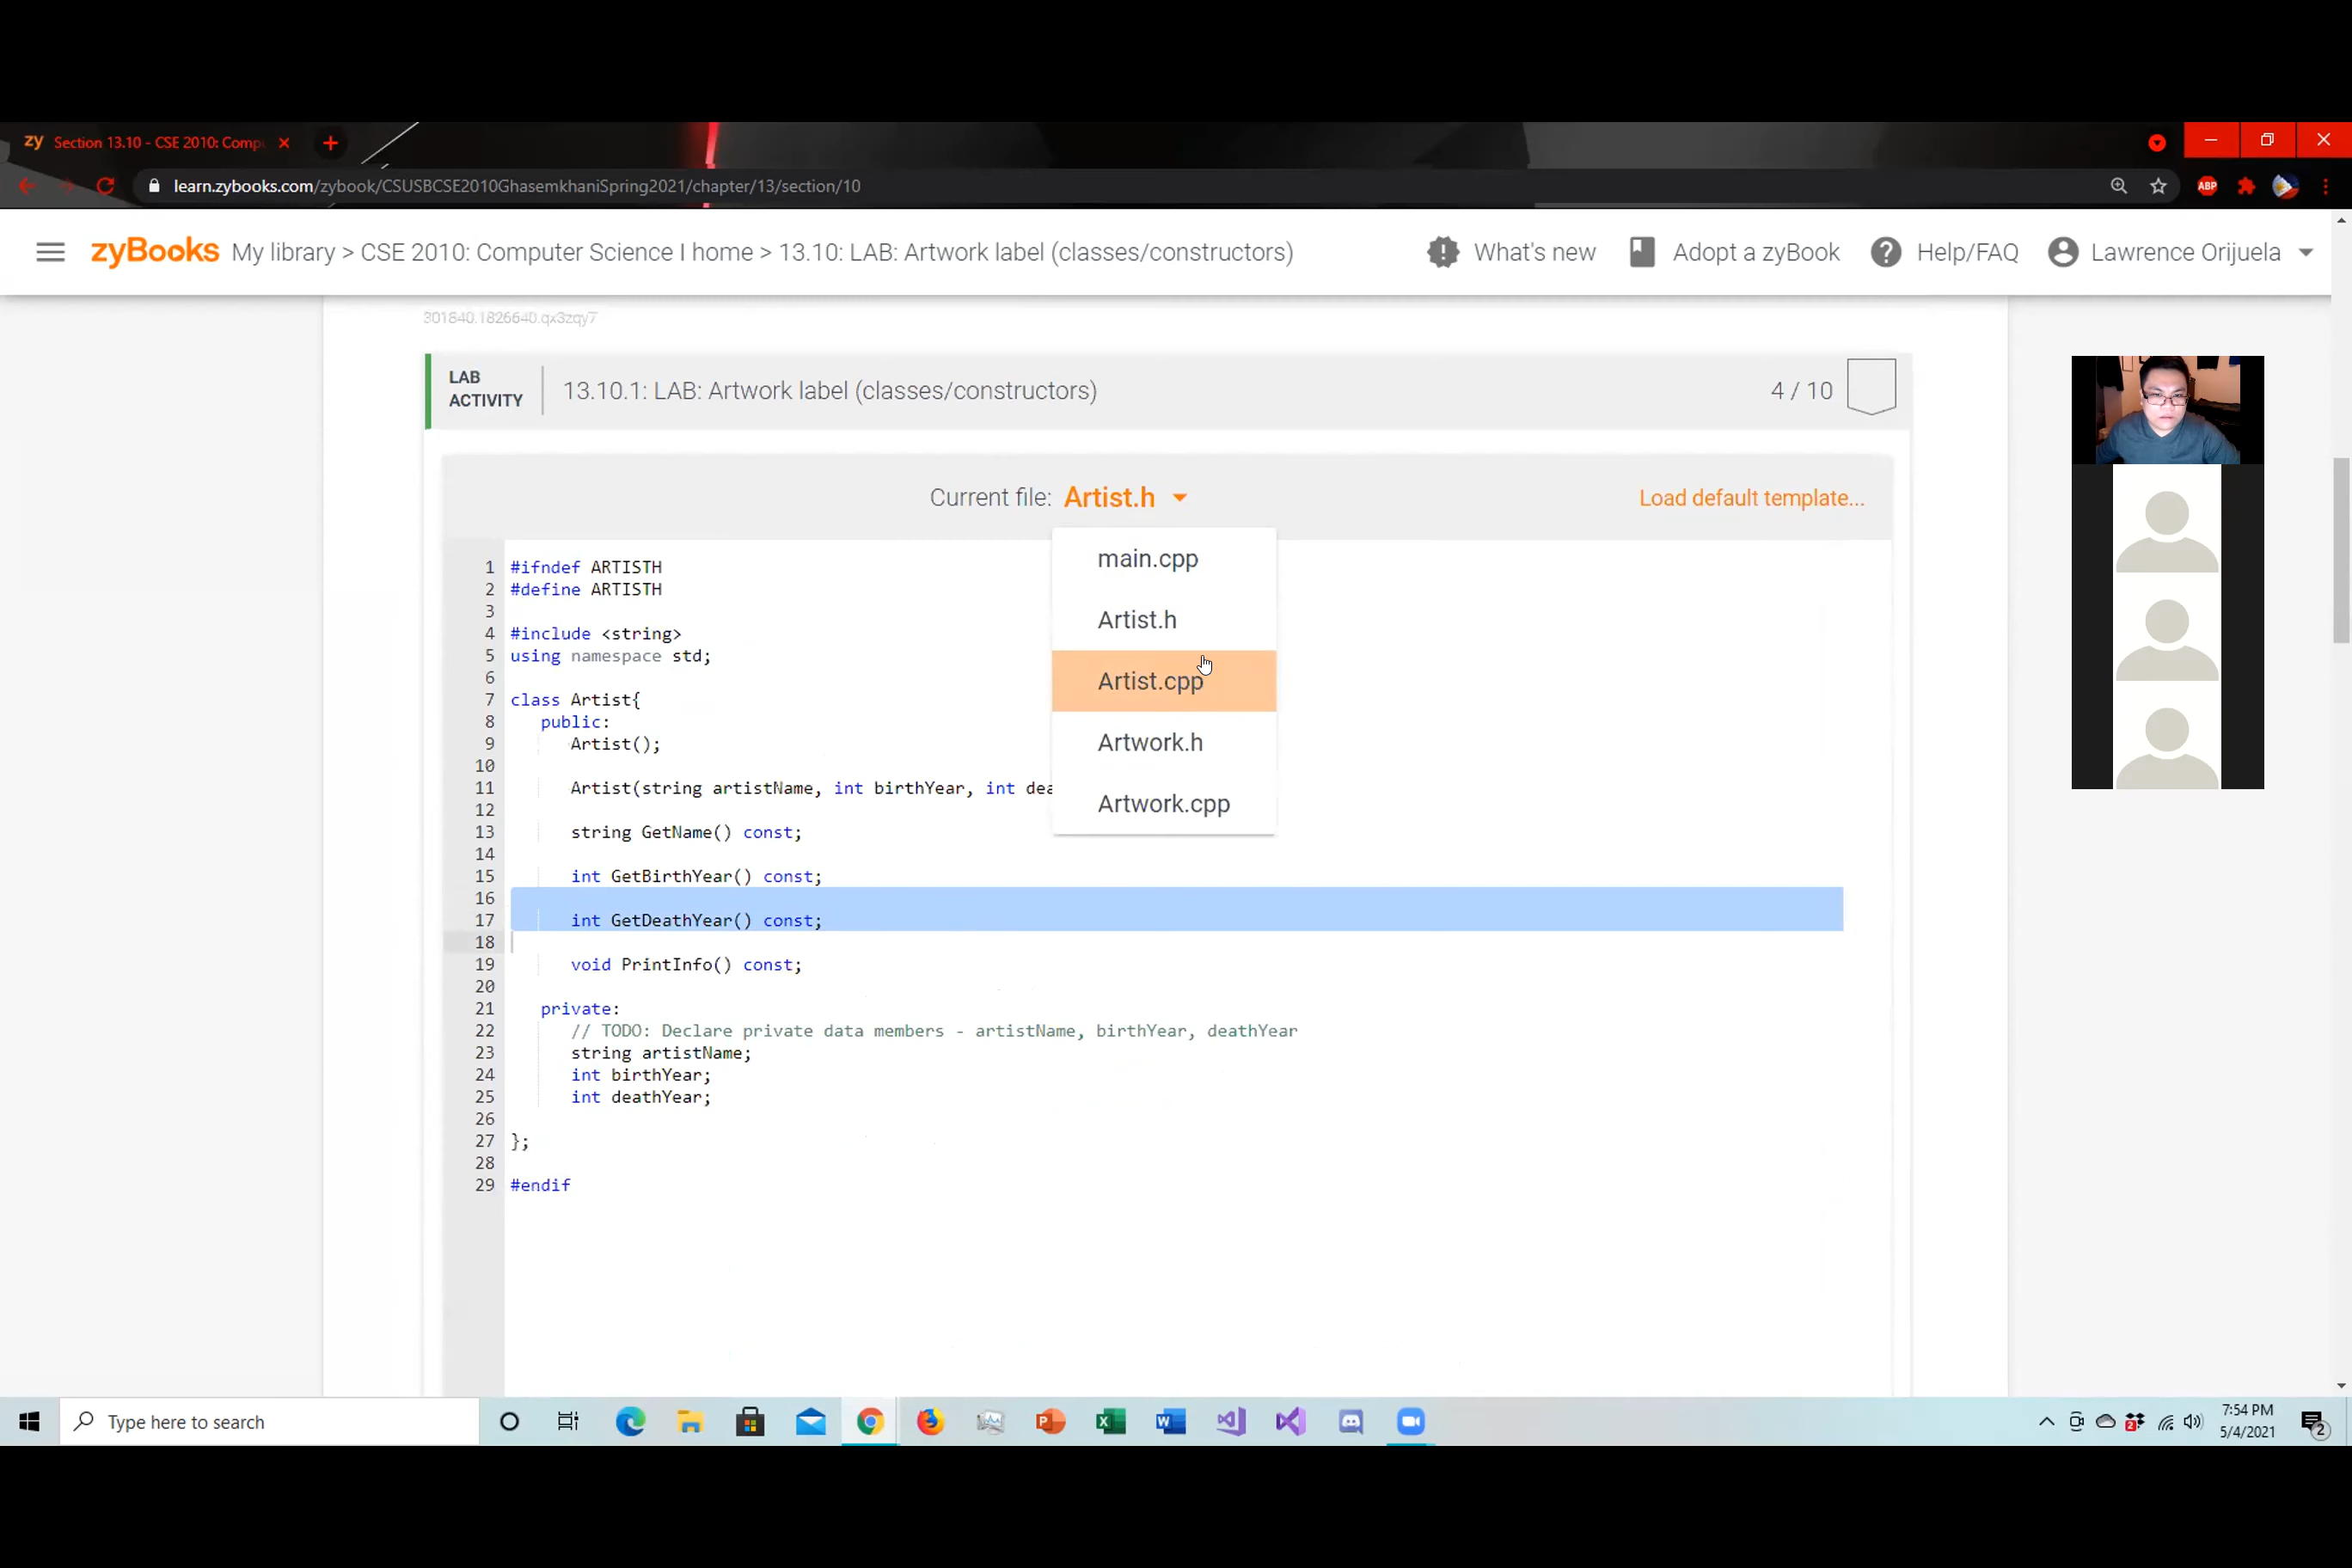 zy Section 13.10 - CSE 2010: Comp
learn.zybooks.com/zybook/CSUSBCSE2010GhasemkhaniSpring2021/chapter/13/section/10
ABP
zyBooks My library > CSE 2010: Computer Science I home > 13.10: LAB: Artwork label (classes/constructors)
What's new
Adopt a zyBook
Help/FAQ
Lawrence Orijuela
301840.1826640.qx3zqy7
LAB ACTIVITY
13.10.1: LAB: Artwork label (classes/constructors)
4 / 10
Current file: Artist.h
Load default template...
main.cpp
Artist.h
Artist.cpp
Artwork.h
Artwork.cpp
1 #ifndef ARTISTH
2 #define ARTISTH
3
4 #include <string>
5 using namespace std;
6
7 class Artist{
8 public:
9 Artist();
10
11 Artist(string artistName, int birthYear, int dea
12
13 string GetName() const;
14
15 int GetBirthYear() const;
16
17 int GetDeathYear() const;
18
19 void PrintInfo() const;
20
21 private:
22 // TODO: Declare private data members - artistName, birthYear, deathYear
23 string artistName;
24 int birthYear;
25 int deathYear;
26
27 };
28
29 #endif
Type here to search
7:54 PM
5/4/2021
2